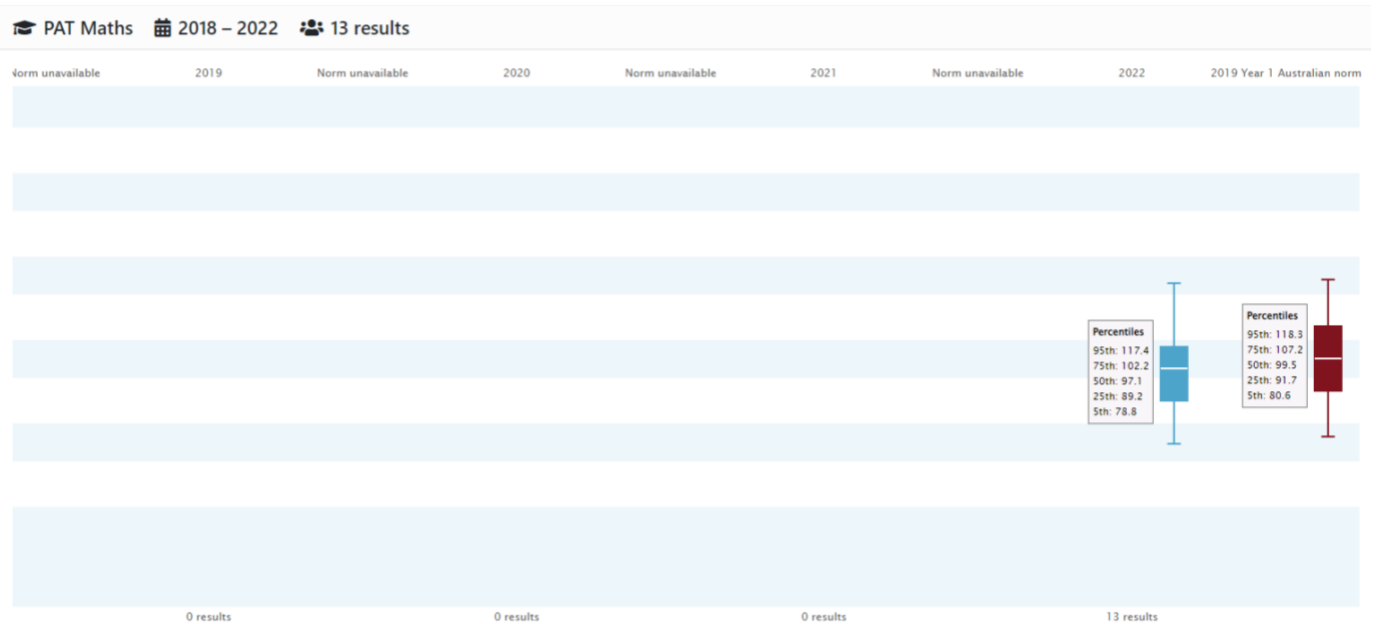 PAT Maths 2018 – 2022 13 results
Norm unavailable 2019 Norm unavailable 2020 Norm unavailable 2021 Norm unavailable 2022 2019 Year 1 Australian norm
Percentiles
95th: 117.4
75th: 102.2
50th: 97.1
25th: 89.2
5th: 78.8
Percentiles
95th: 118.3
75th: 107.2
50th: 99.5
25th: 91.7
5th: 80.6
0 results 0 results 0 results 13 results